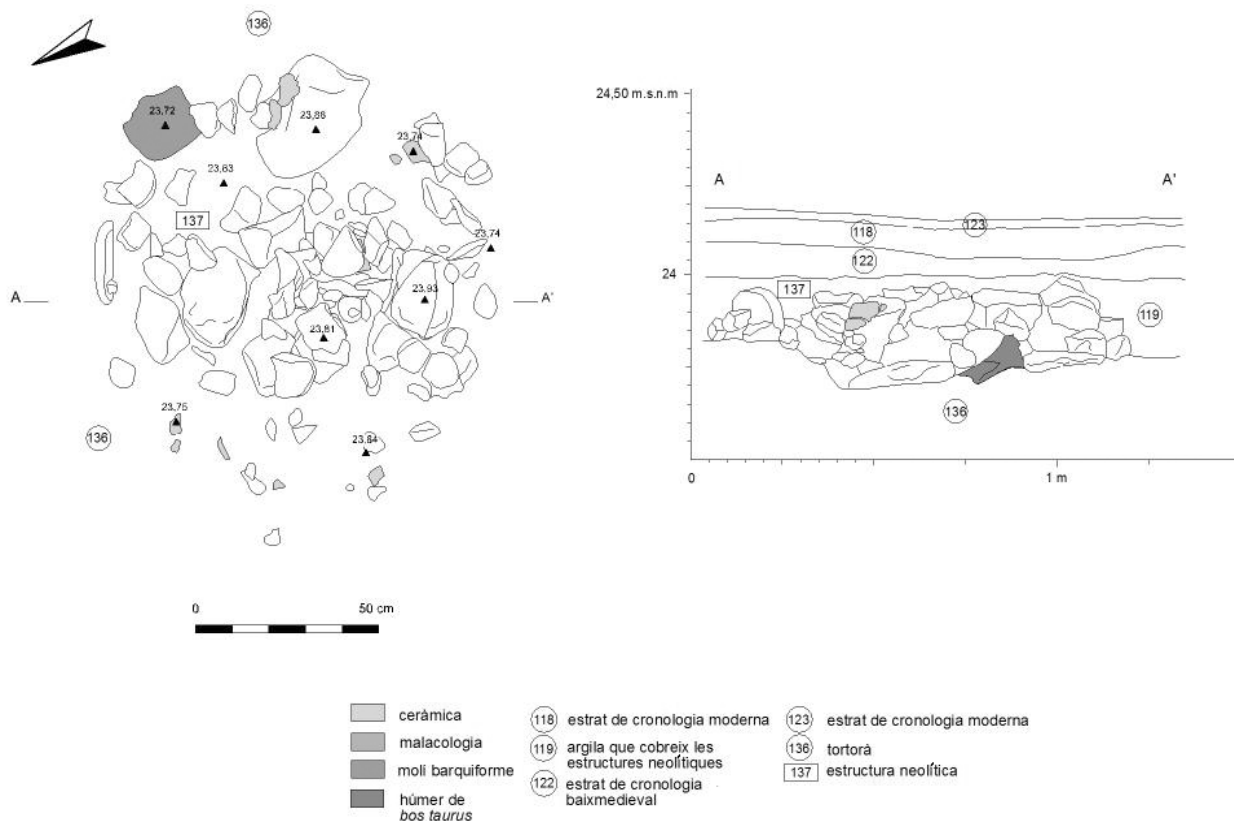 136
23,72
23,86
23,74
23,63
137
23,74
A
A'
23,93
23,81
23,75
136
23,64
0 50 cm
24,50 m.s.n.m
A
A'
118
123
122
24
137
119
136
0
1 m
ceràmica
malacologia
molí barquiforme
húmer de
bos taurus
118 estrat de cronologia moderna
119 argila que cobreix les
estructures neolítiques
122 estrat de cronologia
baixmedieval
123 estrat de cronologia moderna
136 tortorà
137 estructura neolítica